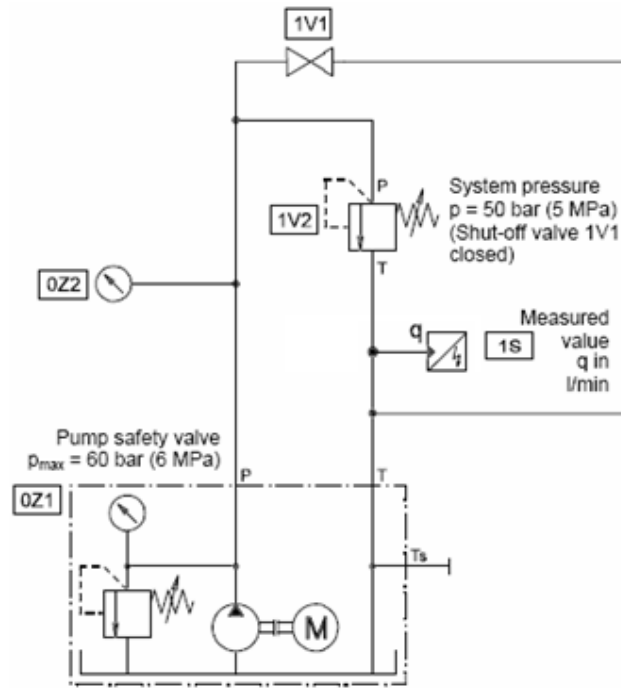 1V1
P
System pressure
p = 50 bar (5 MPa)
(Shut-off valve 1V1
closed)
1V2
T
0Z2
q
1S
Measured
value
q in
l/min
Pump safety valve
pmax = 60 bar (6 MPa)
P
T
0Z1
Ts
M